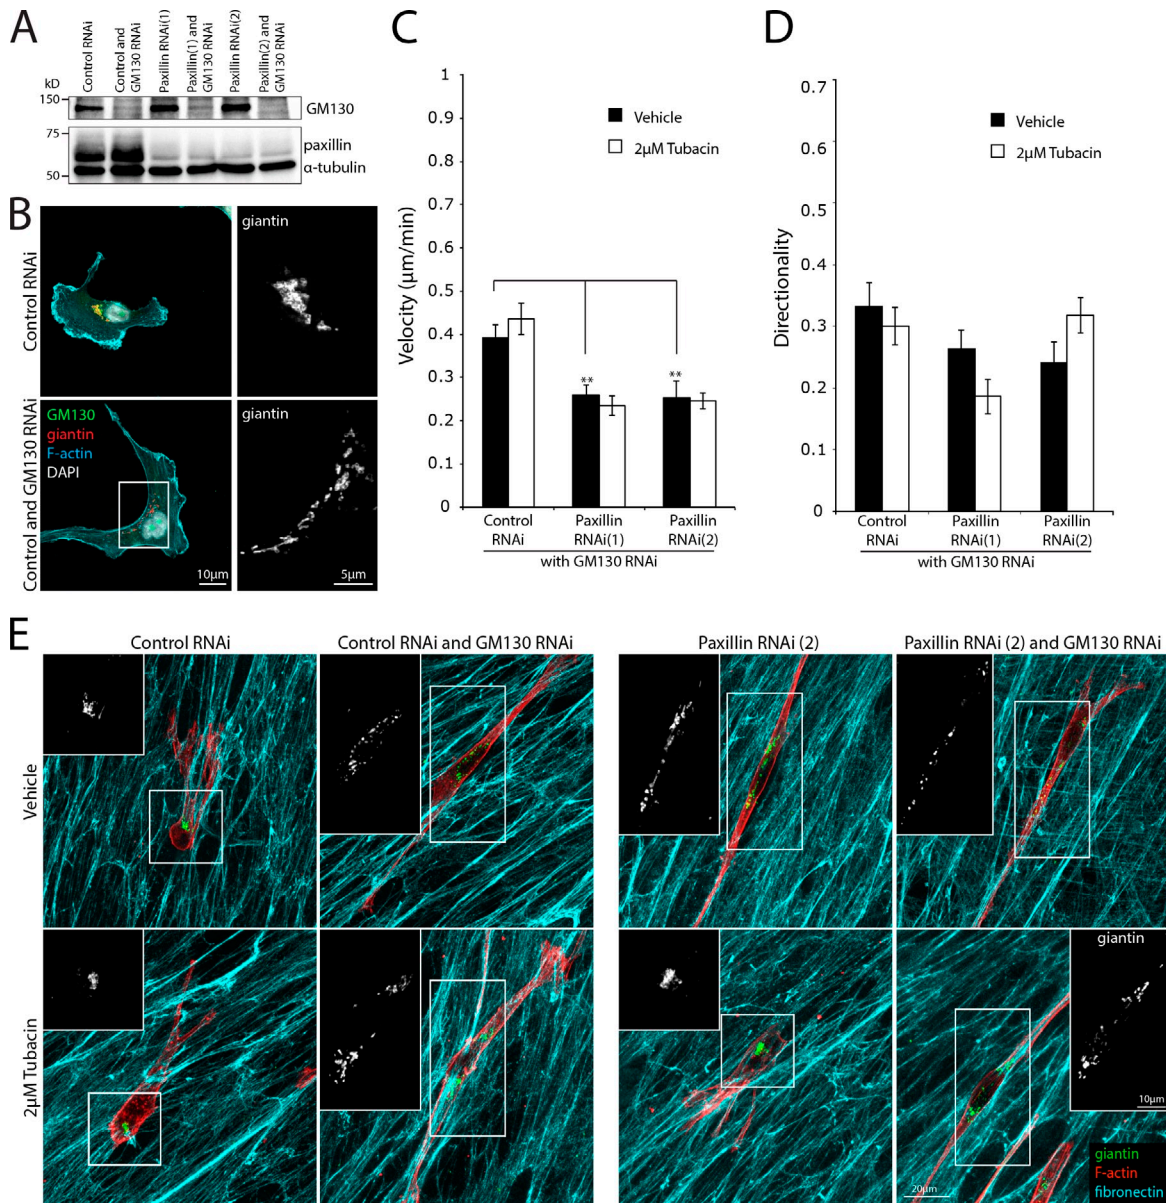 A
Control RNAi
Control and
GM130 RNAi
Paxillin RNAi(1)
Paxillin(1) and
GM130 RNAi
Paxillin RNAi(2)
Paxillin(2) and
GM130 RNAi
kD
150
GM130
75
paxillin
α-tubulin
50
B
Control RNAi
giantin
Control and GM130 RNAi
GM130
giantin
F-actin
DAPI
10μm
giantin
5μm
C
Velocity (μm/min)
1
0.9
0.8
0.7
0.6
0.5
0.4
0.3
0.2
0.1
0
Vehicle
2μM Tubacin
**
**
Control
RNAi
Paxillin
RNAi(1)
Paxillin
RNAi(2)
with GM130 RNAi
D
Directionality
0.7
0.6
0.5
0.4
0.3
0.2
0.1
0
Vehicle
2μM Tubacin
Control
RNAi
Paxillin
RNAi(1)
Paxillin
RNAi(2)
with GM130 RNAi
E
Control RNAi
Control RNAi and GM130 RNAi
Paxillin RNAi (2)
Paxillin RNAi (2) and GM130 RNAi
Vehicle
2μM Tubacin
giantin
10μm
20μm
giantin
F-actin
fibronectin